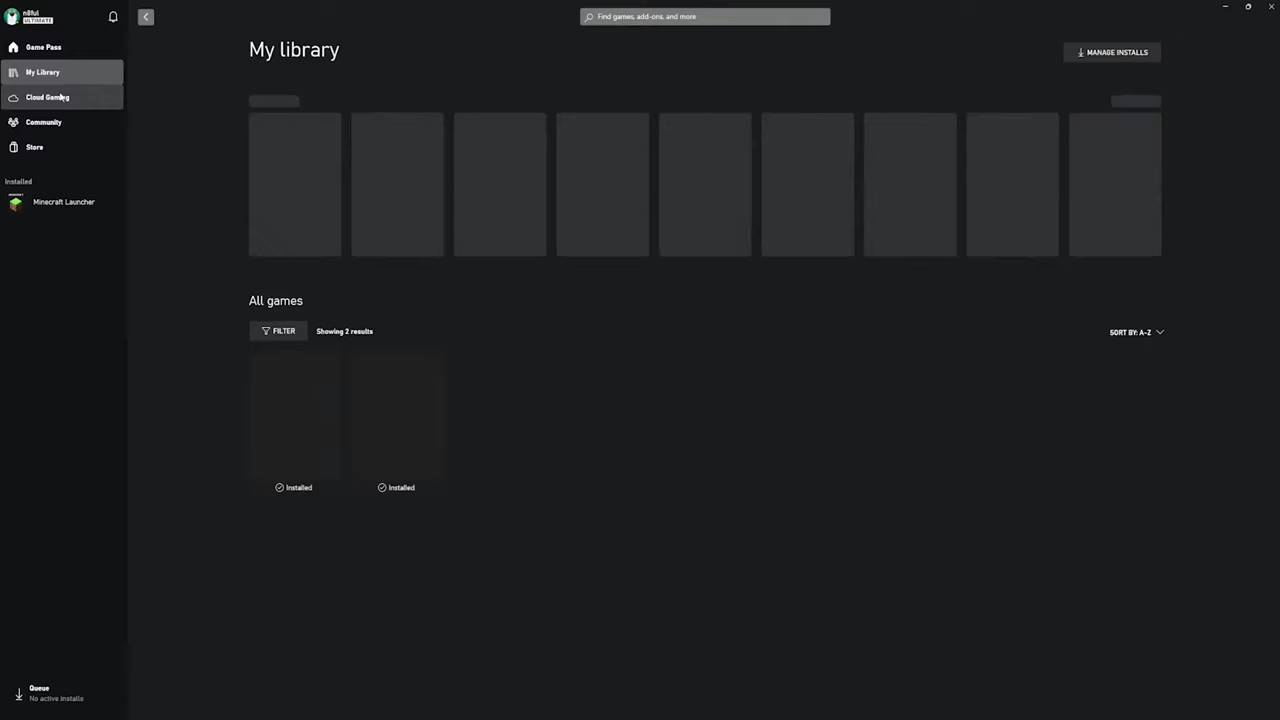 n8ful
ULTIMATE
Find games, add-ons, and more
Game Pass
My Library
Cloud Gaming
Community
Store
Installed
Minecraft Launcher
My library
MANAGE INSTALLS
All games
FILTER
Showing 2 results
SORT BY: A-Z
Installed
Installed
Queue
No active installs